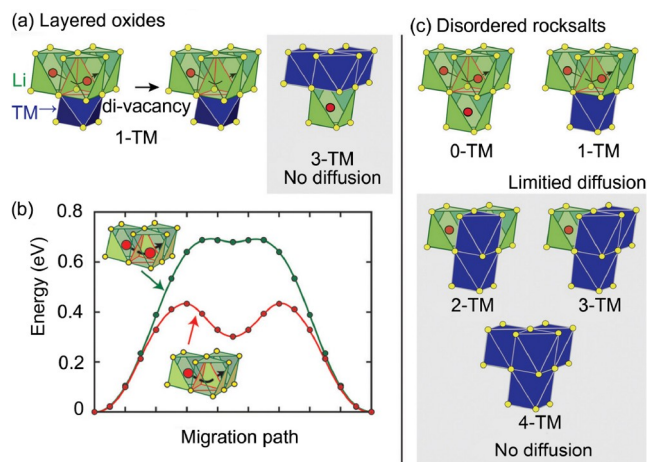 (a) Layered oxides
Li
TM→
di-vacancy
1-TM
3-TM
No diffusion
(b)
Energy (eV)
0.8
0.6
0.4
0.2
0
Migration path
(c) Disordered rocksalts
0-TM
1-TM
Limitied diffusion
2-TM
3-TM
4-TM
No diffusion